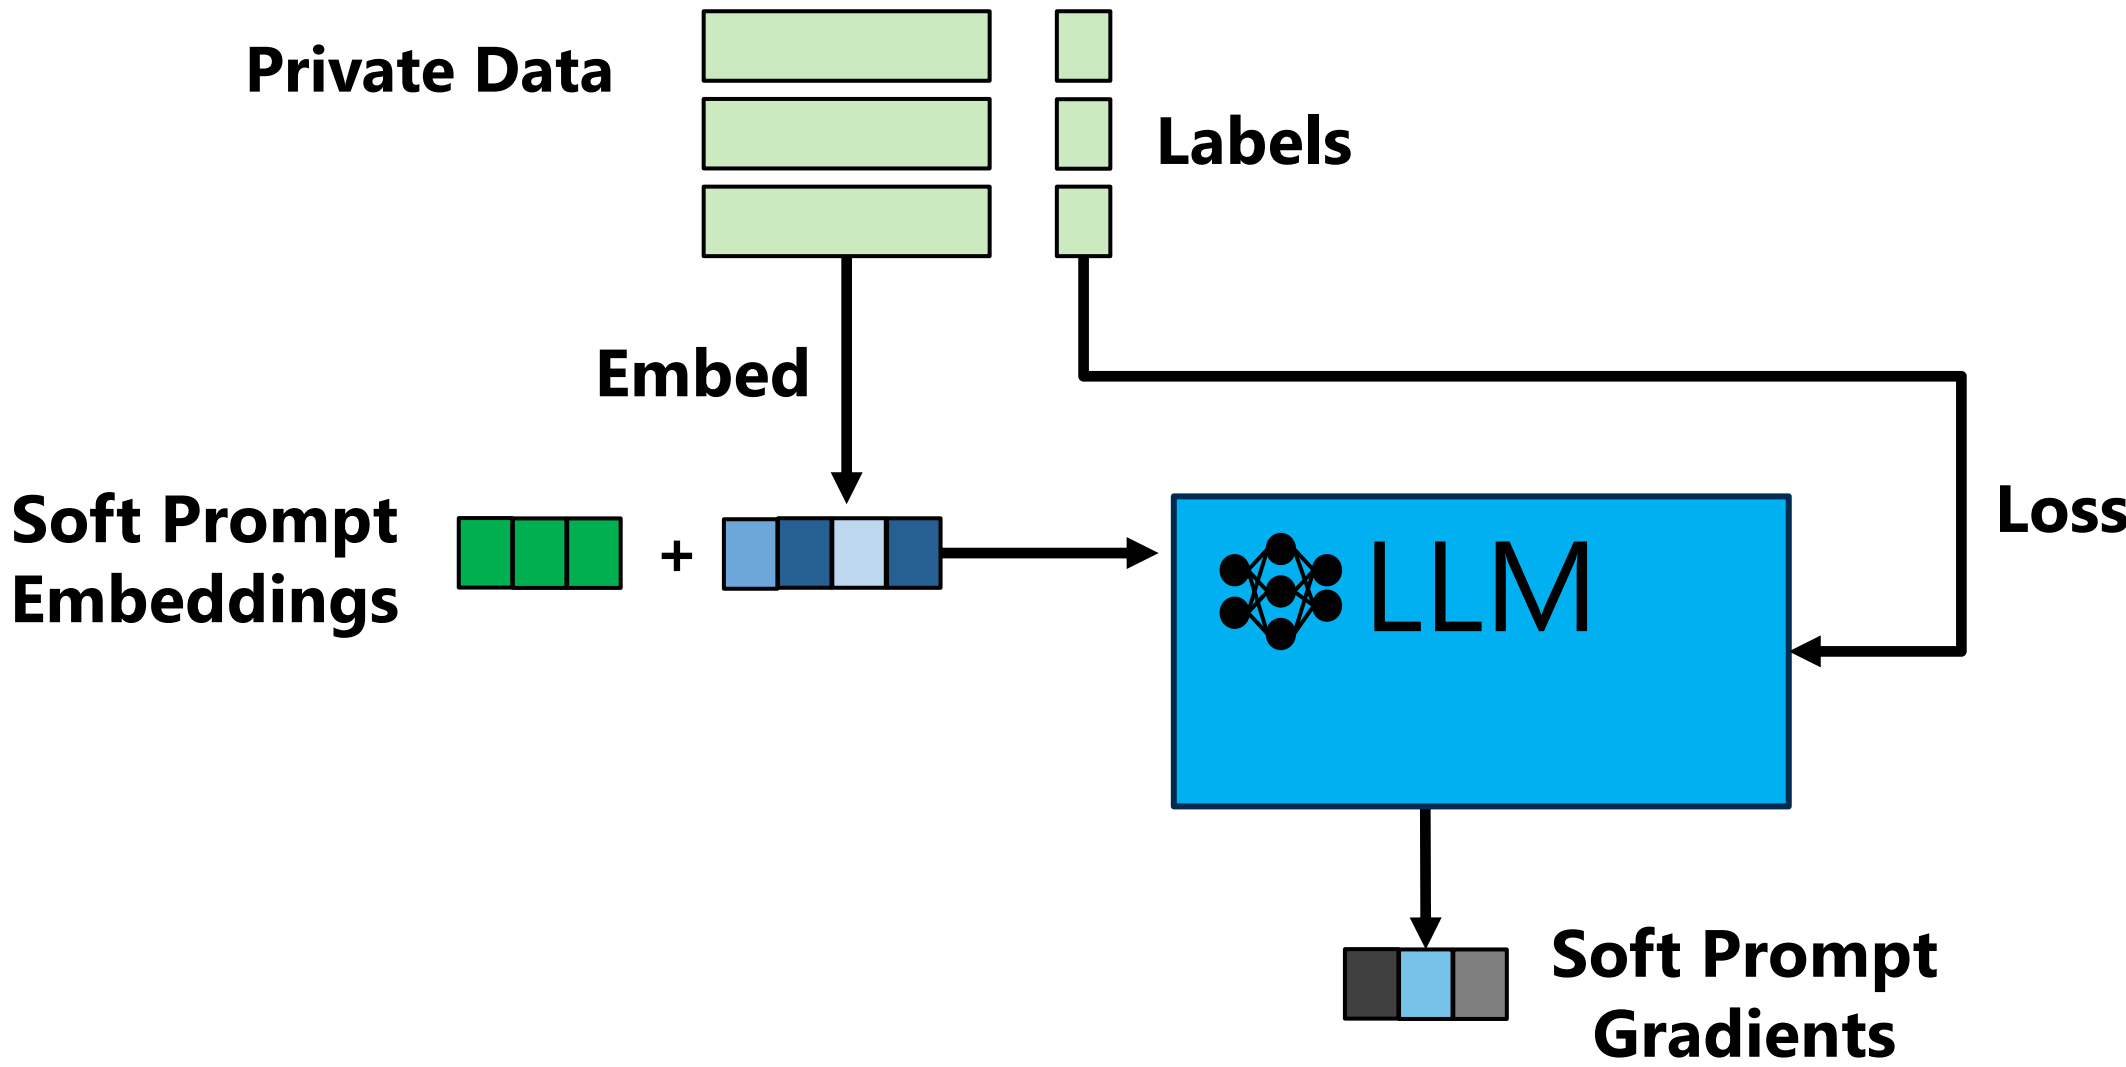 Private Data
Labels
Embed
Soft Prompt
Embeddings
+
LLM
Loss
Soft Prompt
Gradients